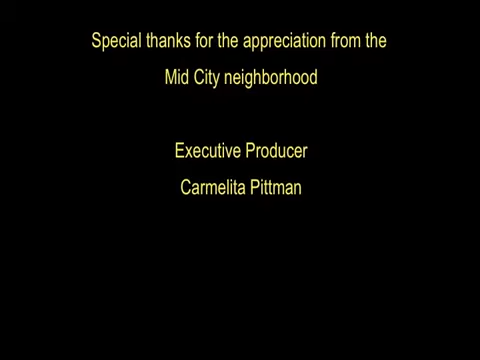 Special thanks for the appreciation from the
Mid City neighborhood
Executive Producer
Carmelita Pittman